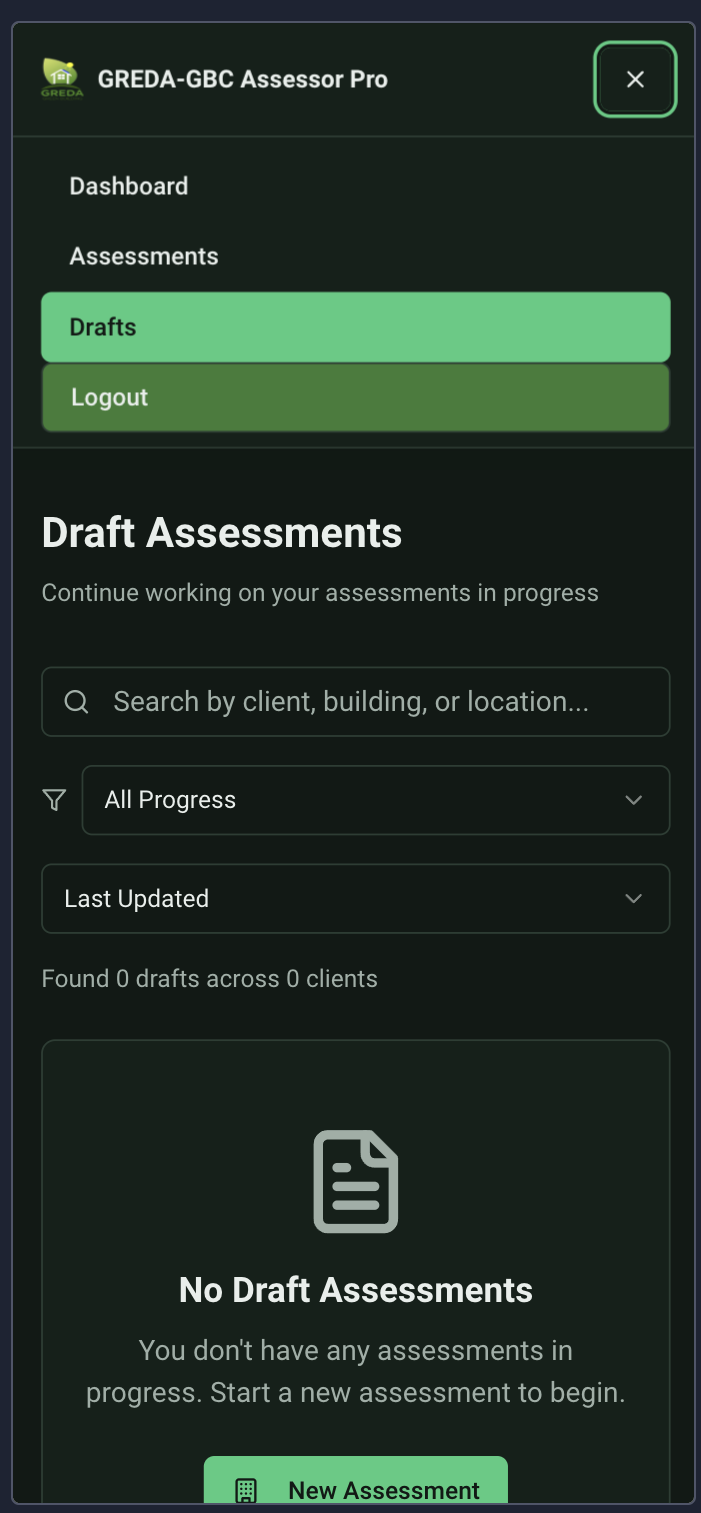 GREDA
GREDA-GBC Assessor Pro
Dashboard
Assessments
Drafts
Logout
Draft Assessments
Continue working on your assessments in progress
Search by client, building, or location...
All Progress
Last Updated
Found 0 drafts across 0 clients
No Draft Assessments
You don't have any assessments in
progress. Start a new assessment to begin.
New Assessment